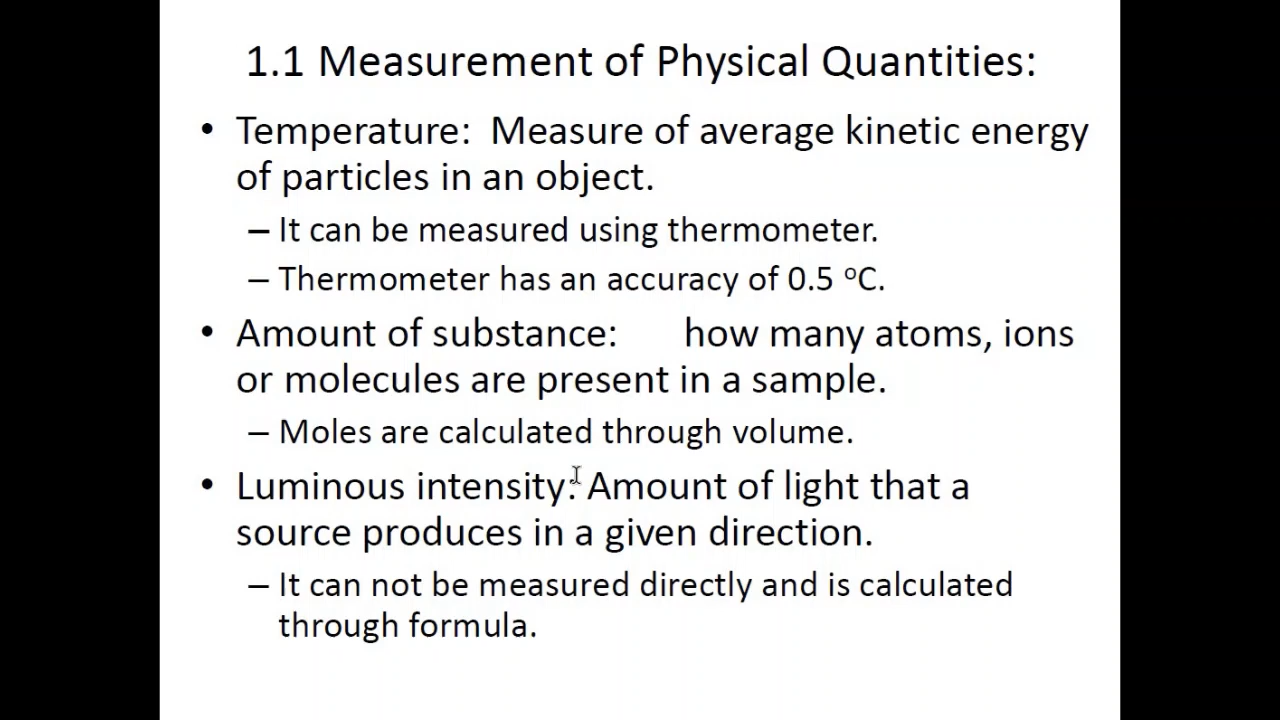 1.1 Measurement of Physical Quantities:
• Temperature: Measure of average kinetic energy
of particles in an object.
– It can be measured using thermometer.
– Thermometer has an accuracy of 0.5 °C.
• Amount of substance: how many atoms, ions
or molecules are present in a sample.
– Moles are calculated through volume.
• Luminous intensity: Amount of light that a
source produces in a given direction.
– It can not be measured directly and is calculated
through formula.